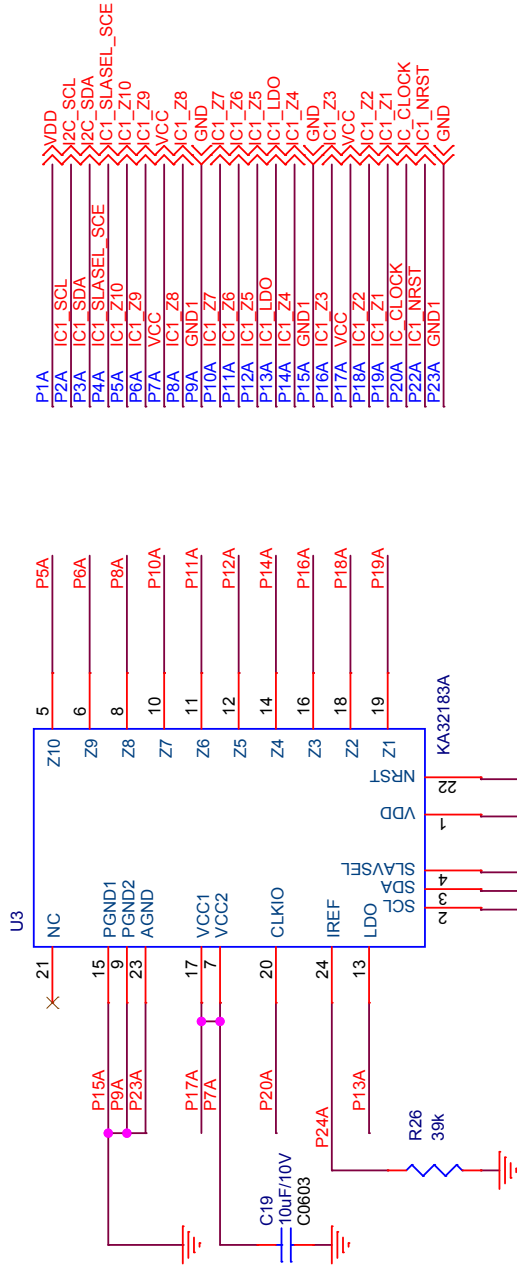 P1A VDD
P2A IC1_SCL I2C_SCL
P3A IC1_SDA I2C_SDA
P4A IC1_SLASEL_SCE IC1_SLASEL_SCE
P5A IC1_Z10 IC1_Z10
P6A IC1_Z9 IC1_Z9
P7A VCC VCC
P8A IC1_Z8 IC1_Z8
P9A GND1 GND
P10A IC1_Z7 IC1_Z7
P11A IC1_Z6 IC1_Z6
P12A IC1_Z5 IC1_Z5
P13A IC1_LDO IC1_LDO
P14A IC1_Z4 IC1_Z4
P15A GND1 GND
P16A IC1_Z3 IC1_Z3
P17A VCC VCC
P18A IC1_Z2 IC1_Z2
P19A IC1_Z1 IC1_Z1
P20A IC_CLOCK IC_CLOCK
P22A IC1_NRST IC1_NRST
P23A GND1 GND
U3
21 NC
P15A 15 PGND1
P9A 9 PGND2
P23A 23 AGND
P17A 17 VCC1
P7A 7 VCC2
P20A 20 CLKIO
P24A 24 IREF
P13A 13 LDO
Z10 5 P5A
Z9 6 P6A
Z8 8 P8A
Z7 10 P10A
Z6 11 P11A
Z5 12 P12A
Z4 14 P14A
Z3 16 P16A
Z2 18 P18A
Z1 19 P19A
SCL 2
SDA 3
SLAVSEL 4
VDD 1
NRST 22
KA32183A
C19
10uF/10V
C0603
R26
39k